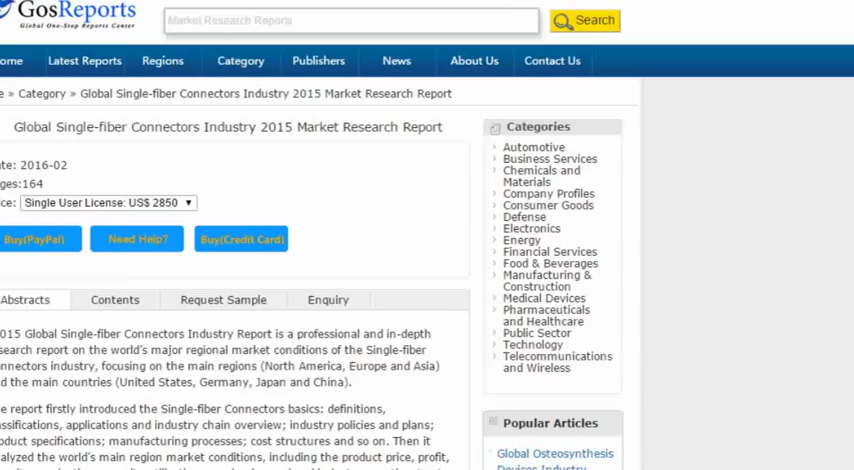 GosReports
Global One-Stop Reports Center
Market Research Reports
Search
ome
Latest Reports
Regions
Category
Publishers
News
About Us
Contact Us
e » Category » Global Single-fiber Connectors Industry 2015 Market Research Report
Global Single-fiber Connectors Industry 2015 Market Research Report
te: 2016-02
ges:164
ce: Single User License: US$ 2850
Buy(PayPal)
Need Help?
Buy(Credit Card)
Abstracts
Contents
Request Sample
Enquiry
015 Global Single-fiber Connectors Industry Report is a professional and in-depth
search report on the world's major regional market conditions of the Single-fiber
nnectors industry, focusing on the main regions (North America, Europe and Asia)
d the main countries (United States, Germany, Japan and China).
e report firstly introduced the Single-fiber Connectors basics: definitions,
assifications, applications and industry chain overview; industry policies and plans;
oduct specifications; manufacturing processes; cost structures and so on. Then it
alyzed the world's main region market conditions, including the product price, profit,
Categories
Automotive
Business Services
Chemicals and
Materials
Company Profiles
Consumer Goods
Defense
Electronics
Energy
Financial Services
Food & Beverages
Manufacturing &
Construction
Medical Devices
Pharmaceuticals
and Healthcare
Public Sector
Technology
Telecommunications
and Wireless
Popular Articles
Global Osteosynthesis
Devices Industry